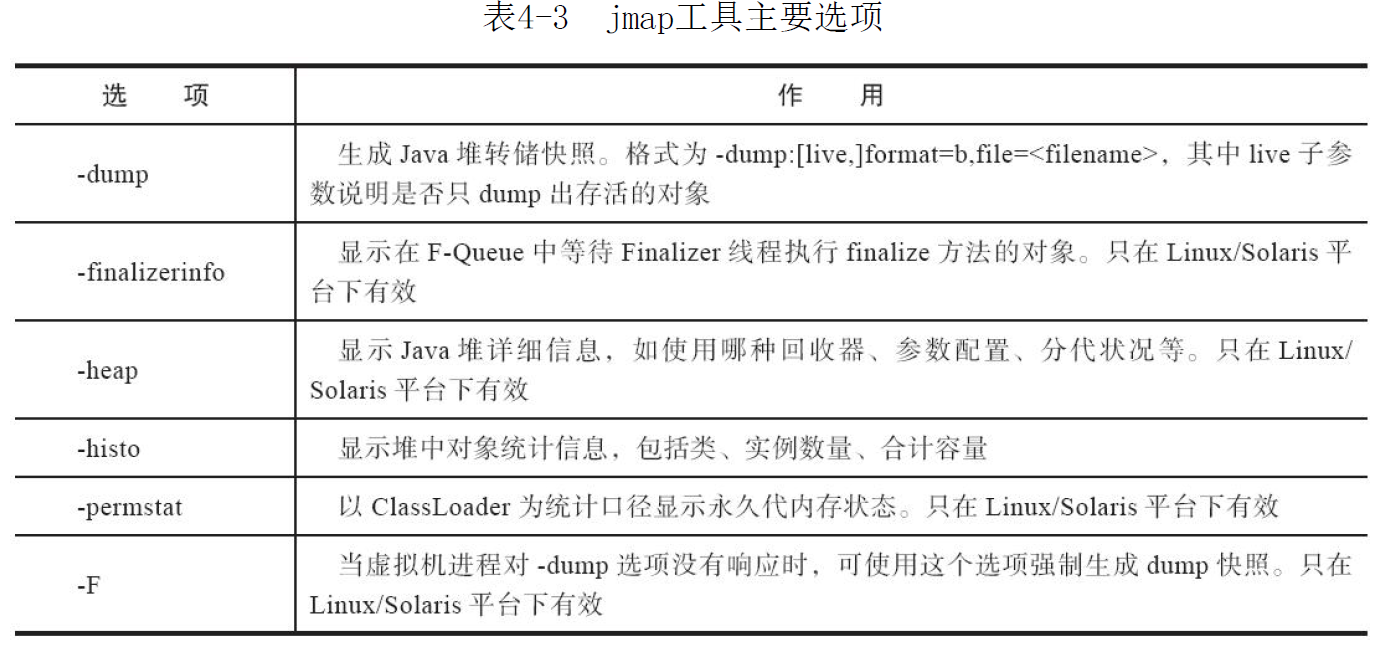 表4-3 jmap工具主要选项
选 项 作 用
-dump 生成 Java 堆转储快照。格式为 -dump:[live,]format=b,file=<filename>，其中 live 子参
数说明是否只 dump 出存活的对象
-finalizerinfo 显示在 F-Queue 中等待 Finalizer 线程执行 finalize 方法的对象。只在 Linux/Solaris 平
台下有效
-heap 显示 Java 堆详细信息，如使用哪种回收器、参数配置、分代状况等。只在 Linux/
Solaris 平台下有效
-histo 显示堆中对象统计信息，包括类、实例数量、合计容量
-permstat 以 ClassLoader 为统计口径显示永久代内存状态。只在 Linux/Solaris 平台下有效
-F 当虚拟机进程对 -dump 选项没有响应时，可使用这个选项强制生成 dump 快照。只在
Linux/Solaris 平台下有效